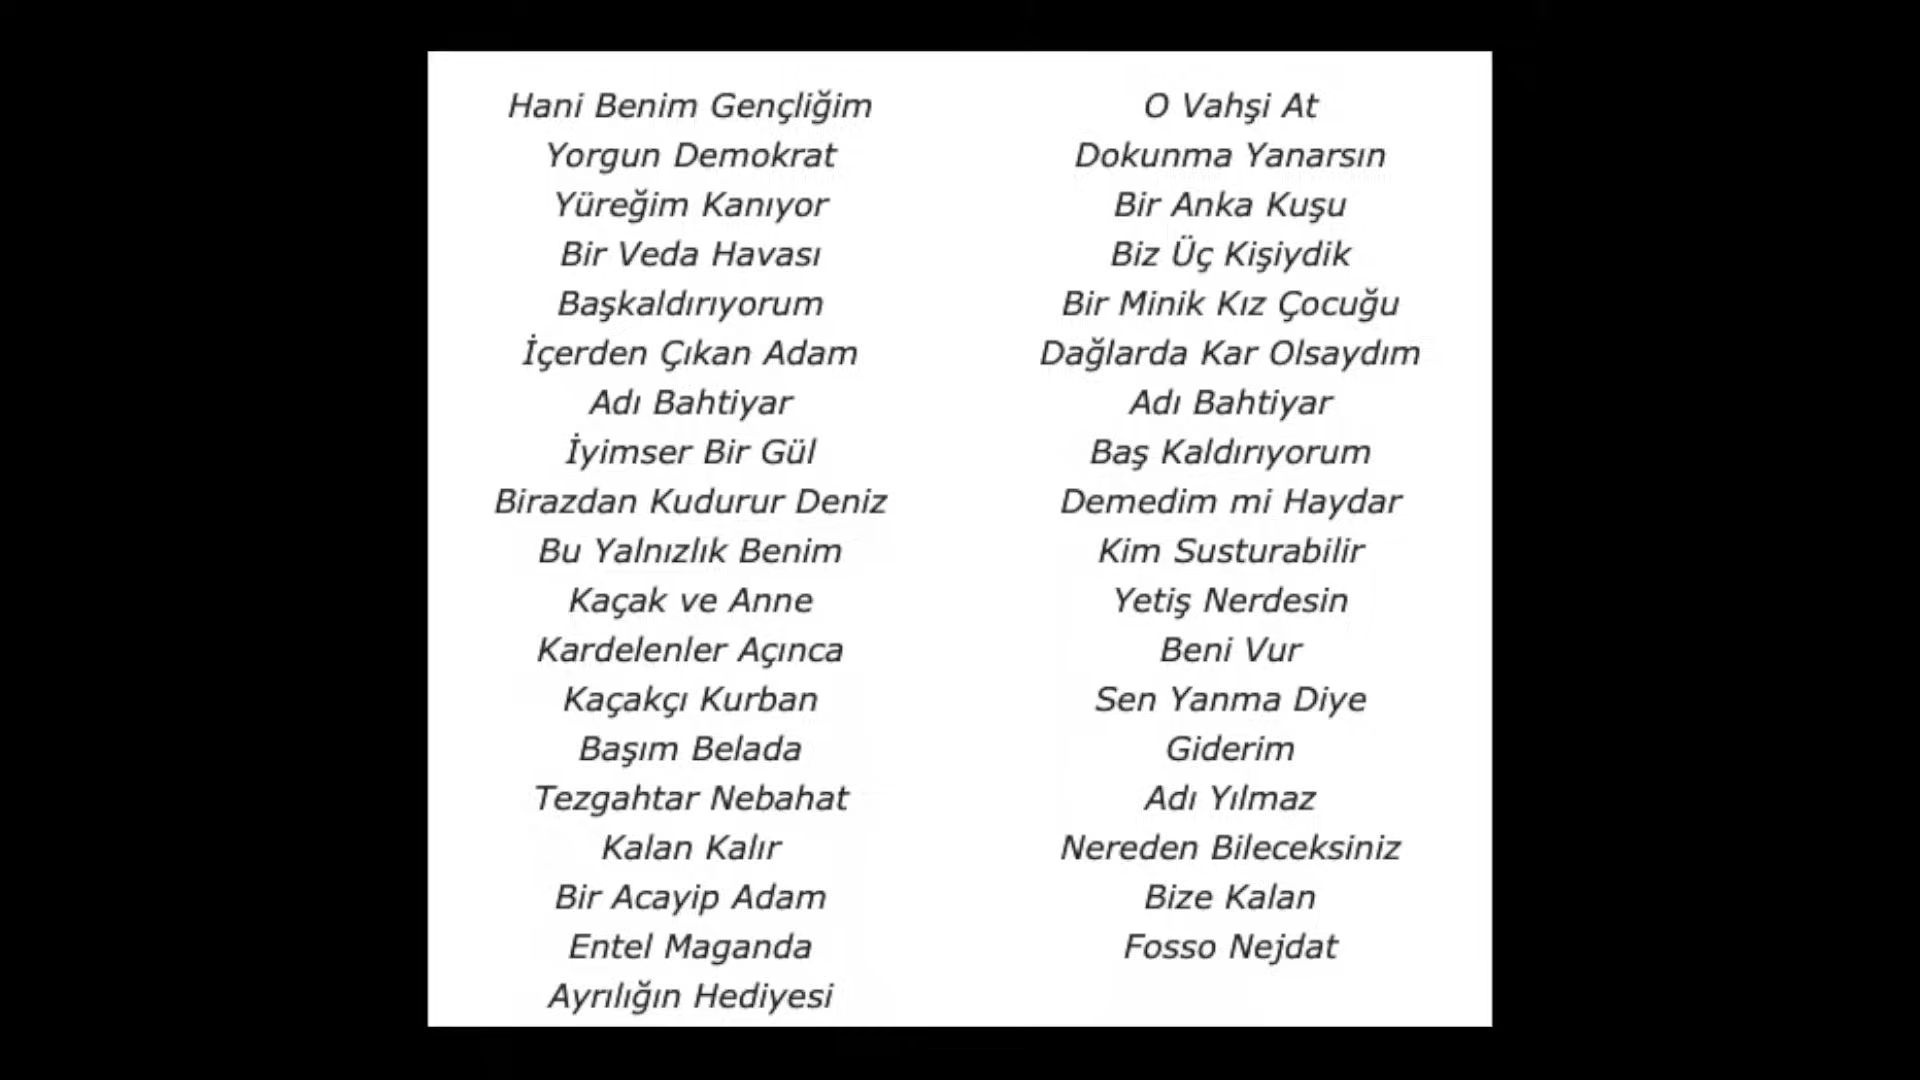 Hani Benim Gençliğim
Yorgun Demokrat
Yüreğim Kanıyor
Bir Veda Havası
Başkaldırıyorum
İçerden Çıkan Adam
Adı Bahtiyar
İyimser Bir Gül
Birazdan Kudurur Deniz
Bu Yalnızlık Benim
Kaçak ve Anne
Kardelenler Açınca
Kaçakçı Kurban
Başım Belada
Tezgahtar Nebahat
Kalan Kalır
Bir Acayip Adam
Entel Maganda
Ayrılığın Hediyesi
O Vahşi At
Dokunma Yanarsın
Bir Anka Kuşu
Biz Üç Kişiydik
Bir Minik Kız Çocuğu
Dağlarda Kar Olsaydım
Adı Bahtiyar
Baş Kaldırıyorum
Demedim mi Haydar
Kim Susturabilir
Yetiş Nerdesin
Beni Vur
Sen Yanma Diye
Giderim
Adı Yılmaz
Nereden Bileceksiniz
Bize Kalan
Fosso Nejdat